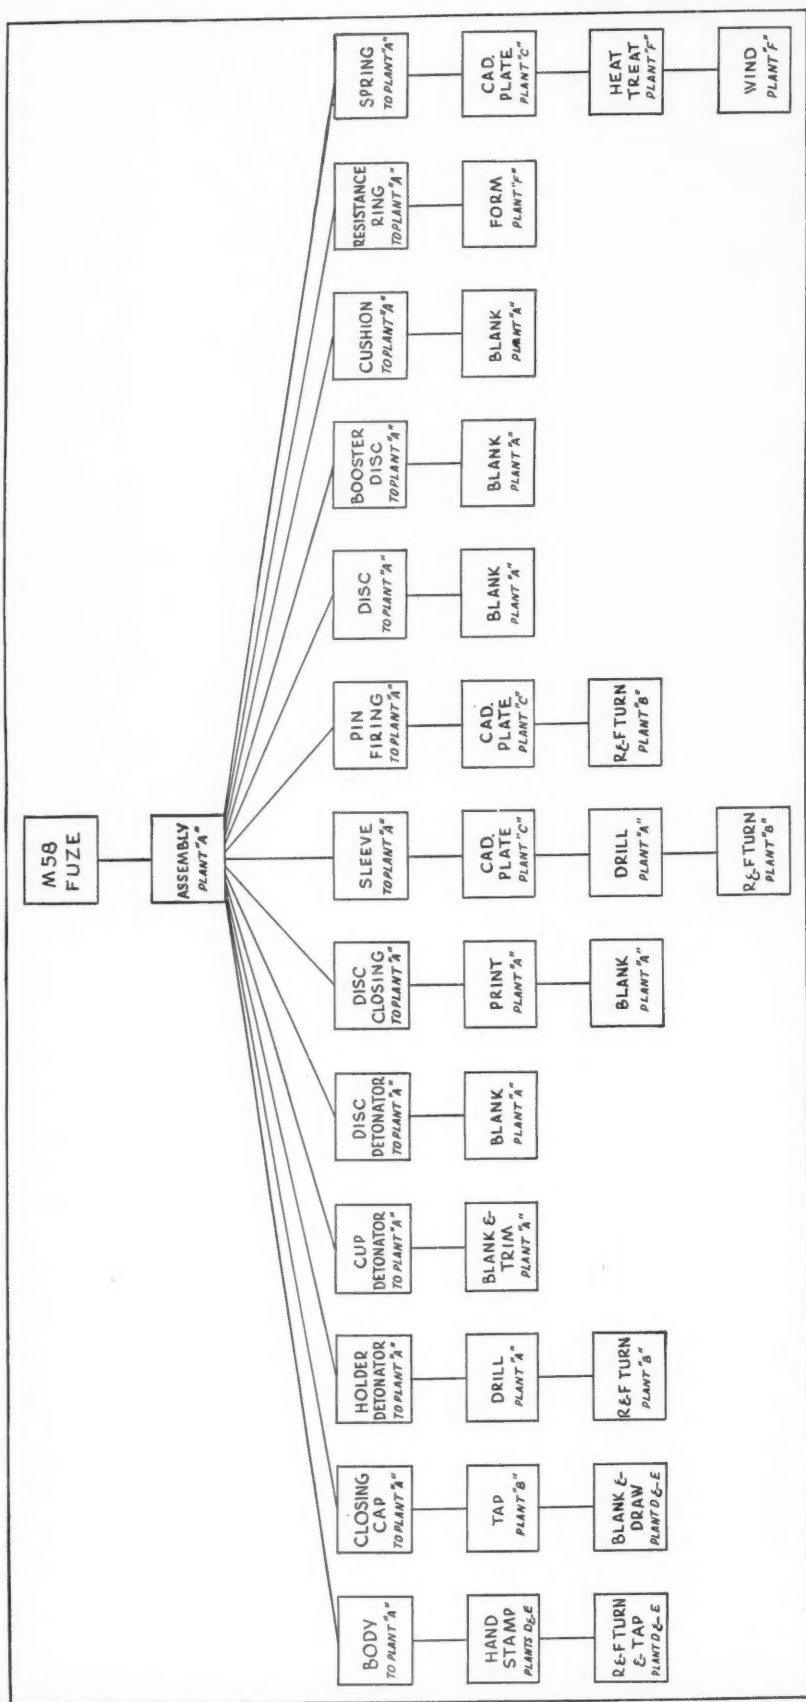 M58
FUZE
ASSEMBLY
PLANT "A"
BODY
TO PLANT "A"
HAND
STAMP
PLANTS D&E
R&F TURN
& TAP
PLANT D&E
CLOSING
CAP
TO PLANT "A"
TAP
PLANT "B"
BLANK &
DRAW
PLANT D&E
HOLDER
DETONATOR
TO PLANT "A"
DRILL
PLANT "A"
R&F TURN
PLANT "B"
CUP
DETONATOR
TO PLANT "A"
BLANK &
TRIM
PLANT "A"
DISC
DETONATOR
TO PLANT "A"
BLANK
PLANT "A"
DISC
CLOSING
TO PLANT "A"
PRINT
PLANT "A"
BLANK
PLANT "A"
SLEEVE
TO PLANT "A"
CAD.
PLATE
PLANT "C"
DRILL
PLANT "A"
R&F TURN
PLANT "B"
PIN
FIRING
TO PLANT "A"
CAD.
PLATE
PLANT "C"
R&F TURN
PLANT "B"
DISC
TO PLANT "A"
BLANK
PLANT "A"
BOOSTER
DISC
TO PLANT "A"
BLANK
PLANT "A"
CUSHION
TO PLANT "A"
BLANK
PLANT "A"
RESISTANCE
RING
TO PLANT "A"
FORM
PLANT "F"
SPRING
TO PLANT "A"
CAD.
PLATE
PLANT "C"
HEAT
TREAT
PLANT "F"
WIND
PLANT "F"